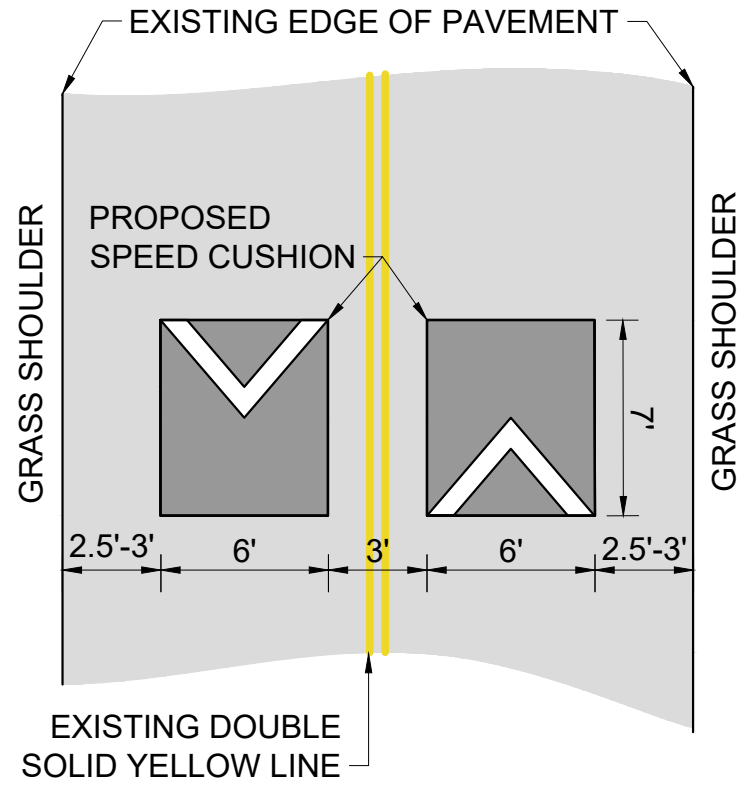 EXISTING EDGE OF PAVEMENT
GRASS SHOULDER
PROPOSED
SPEED CUSHION
GRASS SHOULDER
7'
2.5'-3'
6'
3'
6'
2.5'-3'
EXISTING DOUBLE
SOLID YELLOW LINE